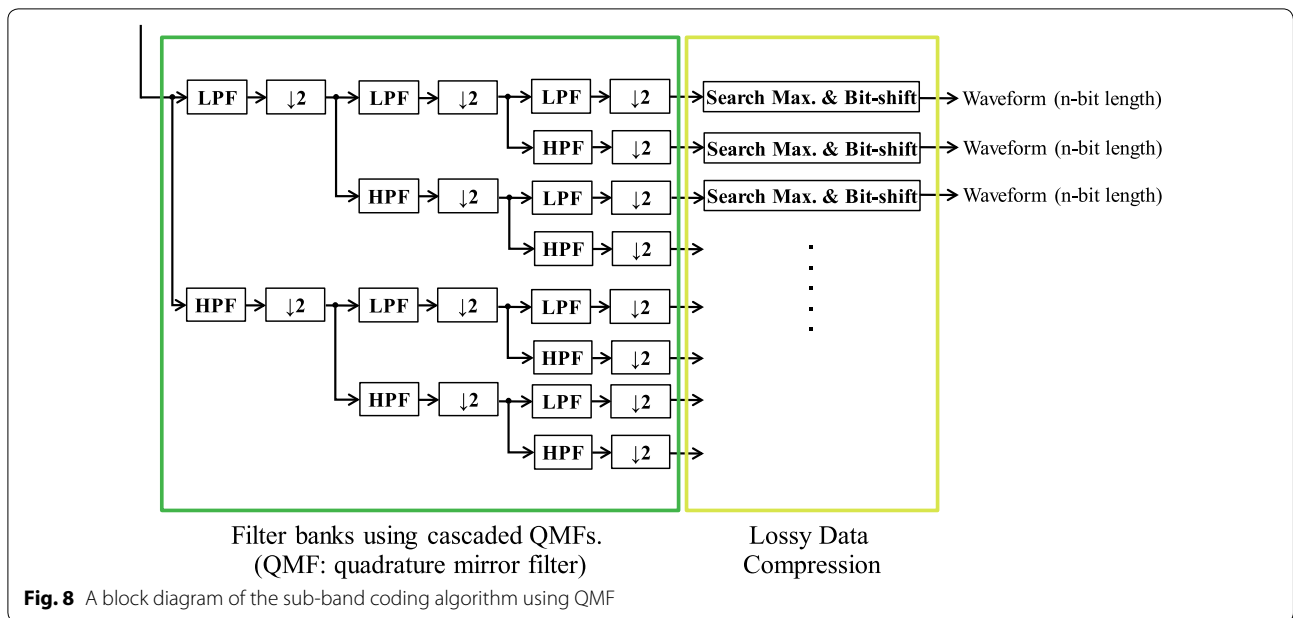 LPF ↓2 LPF ↓2 LPF ↓2 Search Max. & Bit-shift Waveform (n-bit length)
HPF ↓2 Search Max. & Bit-shift Waveform (n-bit length)
HPF ↓2 LPF ↓2 Search Max. & Bit-shift Waveform (n-bit length)
HPF ↓2
HPF ↓2 LPF ↓2 LPF ↓2
HPF ↓2
HPF ↓2 LPF ↓2
HPF ↓2
Filter banks using cascaded QMFs.
(QMF: quadrature mirror filter)
Lossy Data
Compression
Fig. 8 A block diagram of the sub-band coding algorithm using QMF